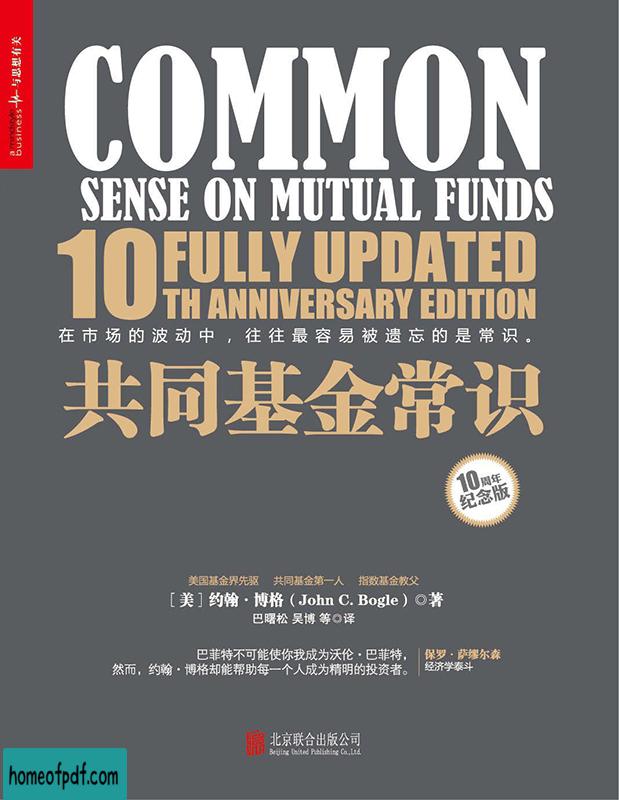 a mindstyle business 与思想有关
COMMON
SENSE ON MUTUAL FUNDS
10 FULLY UPDATED
TH ANNIVERSARY EDITION
在市场的波动中，往往最容易被遗忘的是常识。
共同基金常识
10周年
纪念版
美国基金界先驱 共同基金第一人 指数基金教父
［美］约翰·博格（John C. Bogle）◎著
巴曙松 吴博 等◎译
巴菲特不可能使你我成为沃伦·巴菲特，
然而，约翰·博格却能帮助每一个人成为精明的投资者。
保罗·萨缪尔森
经济学泰斗
北京联合出版公司
Beijing United Publishing Co.,Ltd.
homeofpdf.com